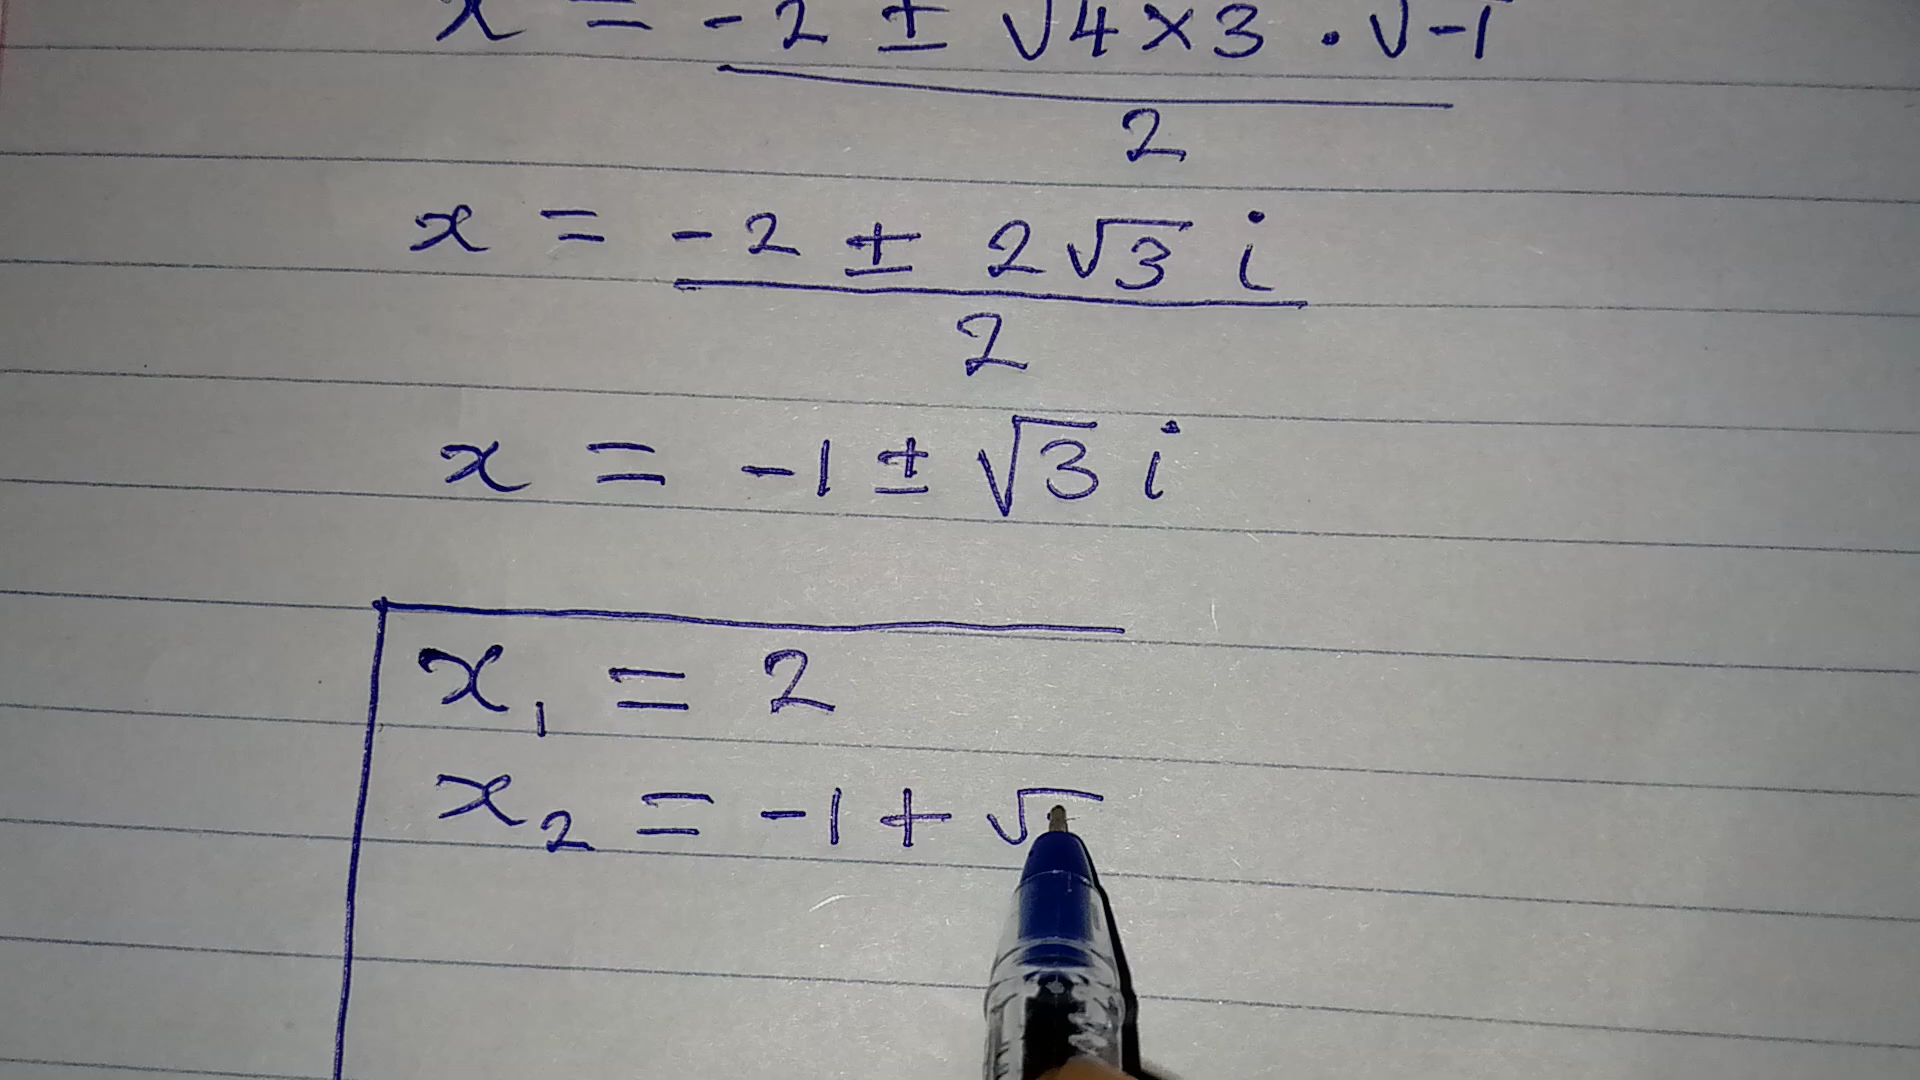 x = -2 ± √4×3 . √-1
2
x = -2 ± 2√3 i
2
x = -1 ± √3 i
x₁ = 2
x₂ = -1 + √